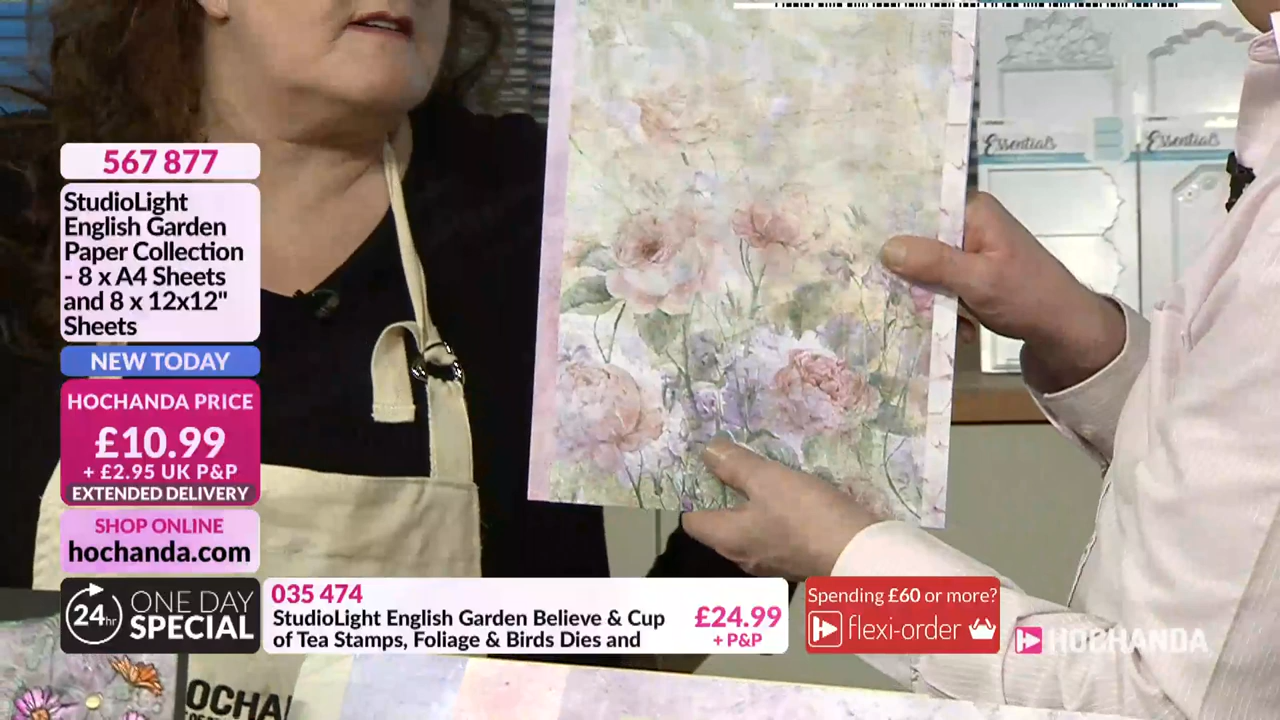 567 877
StudioLight
English Garden
Paper Collection
- 8 x A4 Sheets
and 8 x 12x12"
Sheets
NEW TODAY
HOCHANDA PRICE
£10.99
+ £2.95 UK P&P
EXTENDED DELIVERY
SHOP ONLINE
hochanda.com
24hr
ONE DAY
SPECIAL
035 474
StudioLight English Garden Believe & Cup
of Tea Stamps, Foliage & Birds Dies and
£24.99
+ P&P
Spending £60 or more?
flexi-order
HOCHANDA
Essentials
Essentials
OCHA